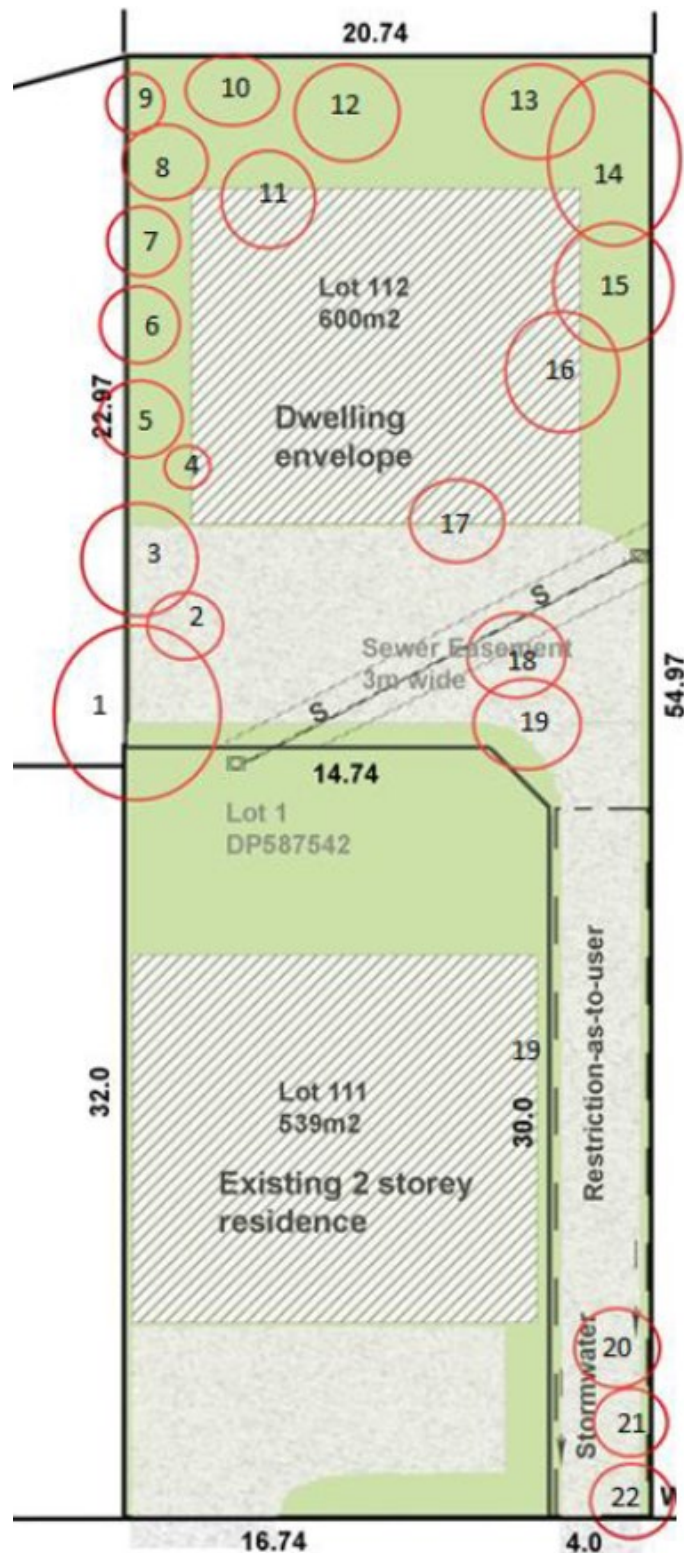 20.74
9
10
12
13
14
8
11
7
15
Lot 112
600m2
6
16
22.97
5
Dwelling
envelope
4
17
3
S
2
Sewer Easement
3m wide
18
54.97
1
S
19
14.74
Lot 1
DP587542
Restriction-as-to-user
19
32.0
Lot 111
539m2
30.0
Existing 2 storey
residence
Stormwater
20
21
22
W
16.74
4.0